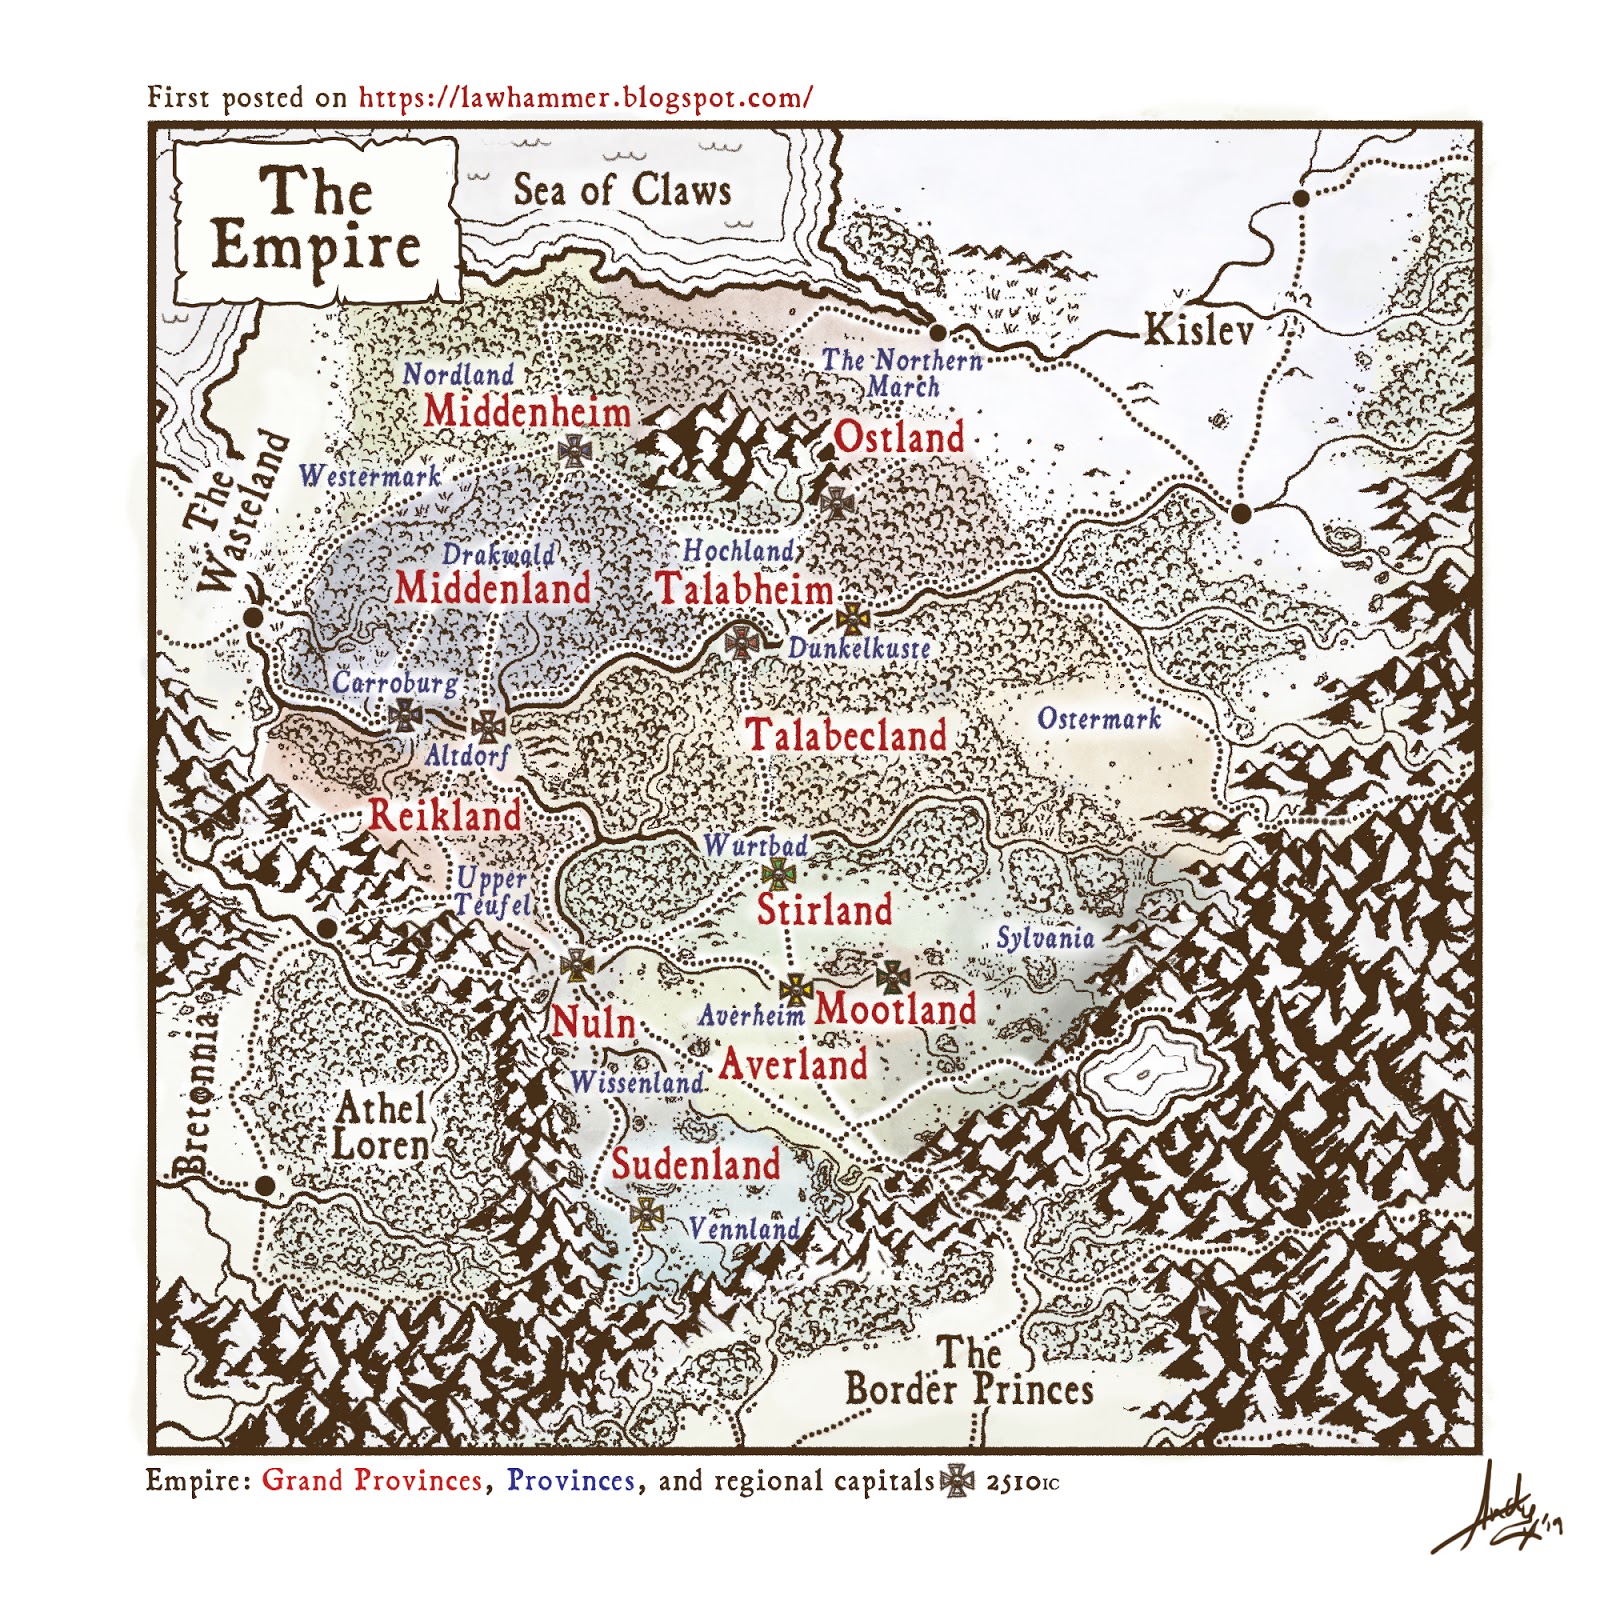 First posted on https://lawhammer.blogspot.com/
The
Empire
Sea of Claws
Kislev
The Northern
March
Nordland
Middenheim
Ostland
Westermark
The
Wasteland
Drakwald
Middenland
Hochland
Talabheim
Dunkelkuste
Carroburg
Altdorf
Talabecland
Ostermark
Reikland
Wurtbad
Upper
Teufel
Stirland
Sylvania
Nuln
Averheim
Mootland
Averland
Wissenland
Bretonnia
Athel
Loren
Sudenland
Vennland
The
Border Princes
Empire: Grand Provinces, Provinces, and regional capitals 2510IC
Andy '19